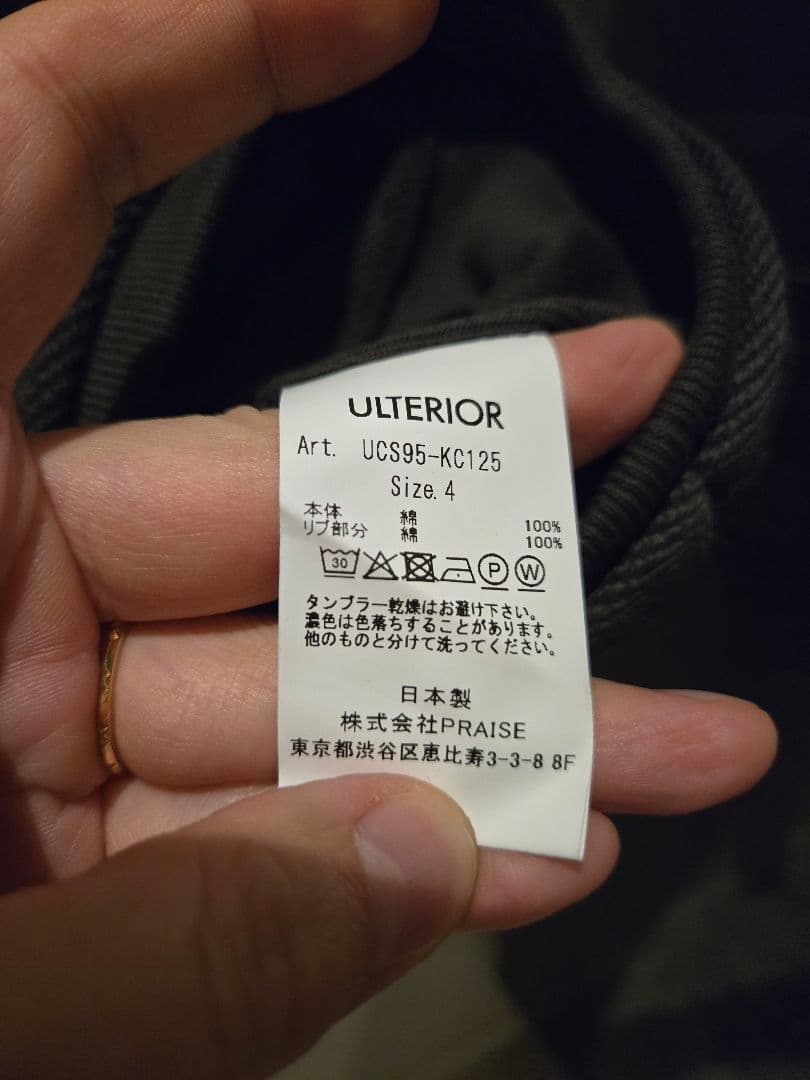 ULTERIOR
Art. UCS95-KC125
Size.4
本体 綿 100%
リブ部分 綿 100%
30 P W
タンブラー乾燥はお避け下さい。
濃色は色落ちすることがあります。
他のものと分けて洗ってください。
日本製
株式会社PRAISE
東京都渋谷区恵比寿3-3-8 8F